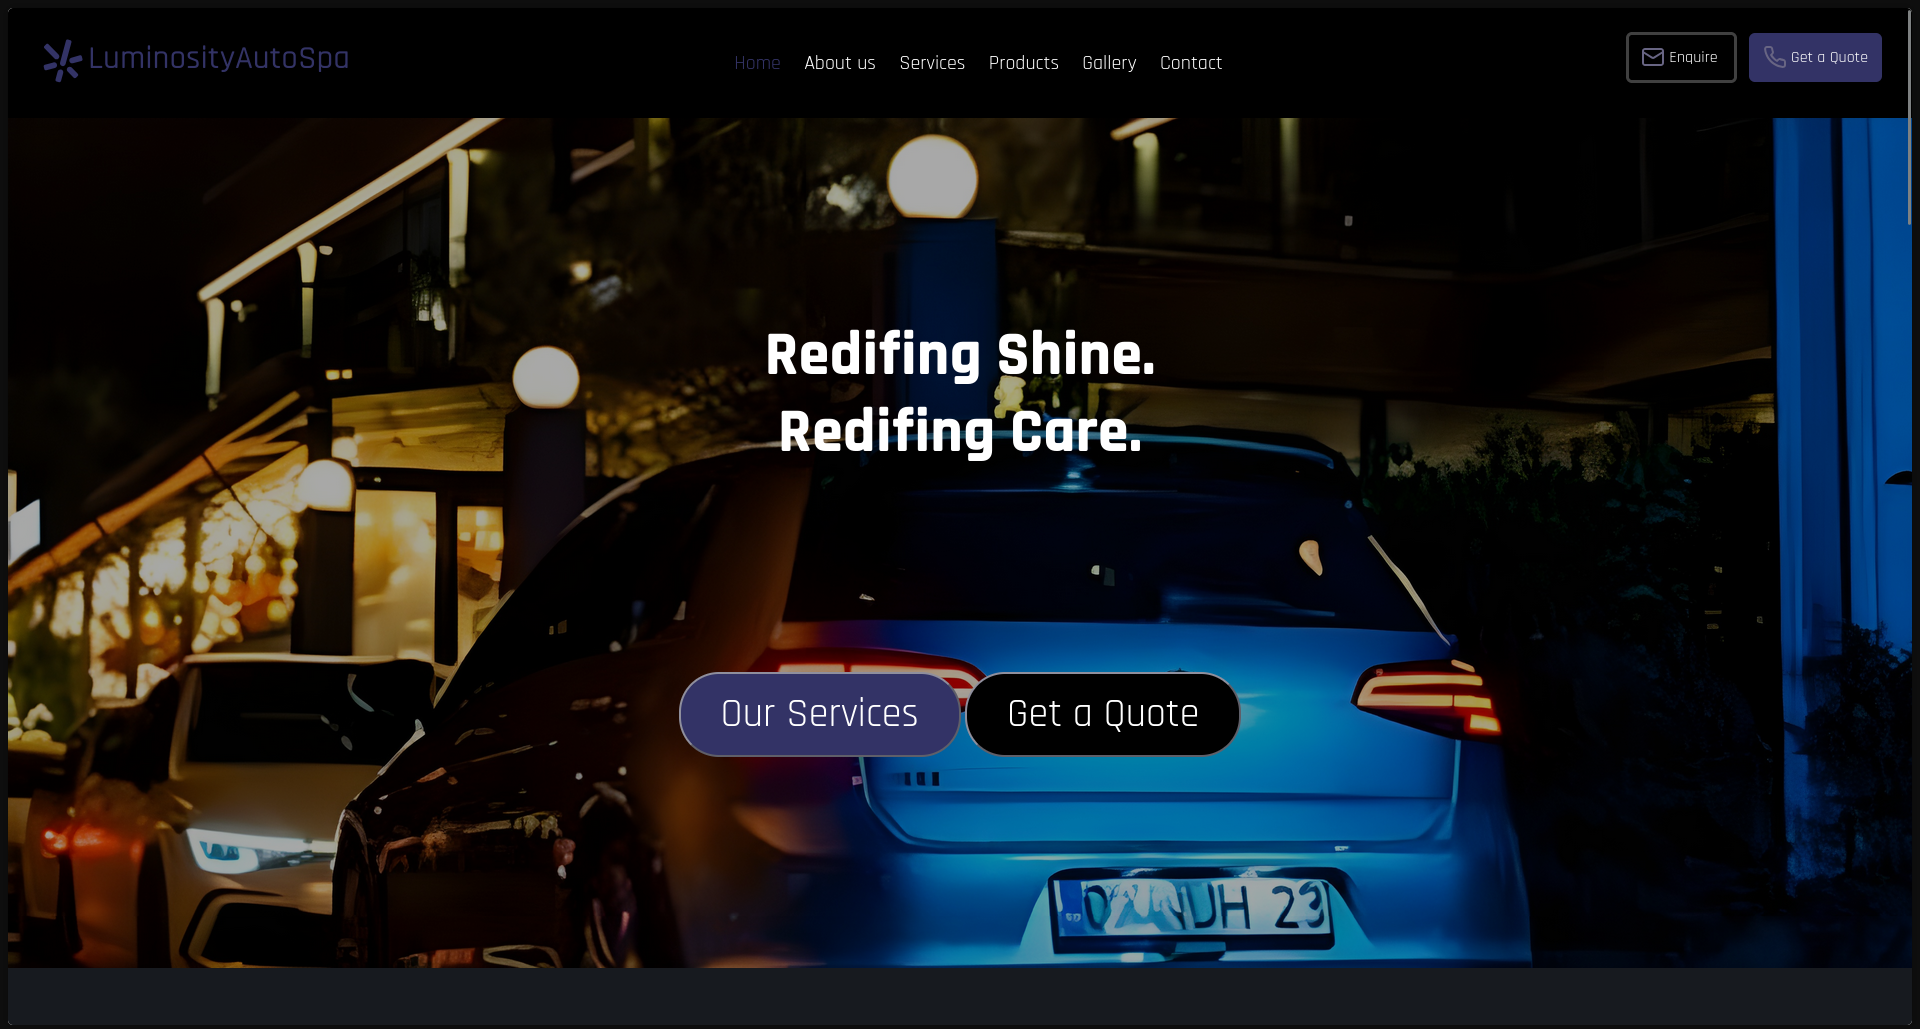 LuminosityAutoSpa
Home About us Services Products Gallery Contact
Enquire
Get a Quote
Redifing Shine.
Redifing Care.
Our Services
Get a Quote
UH 23